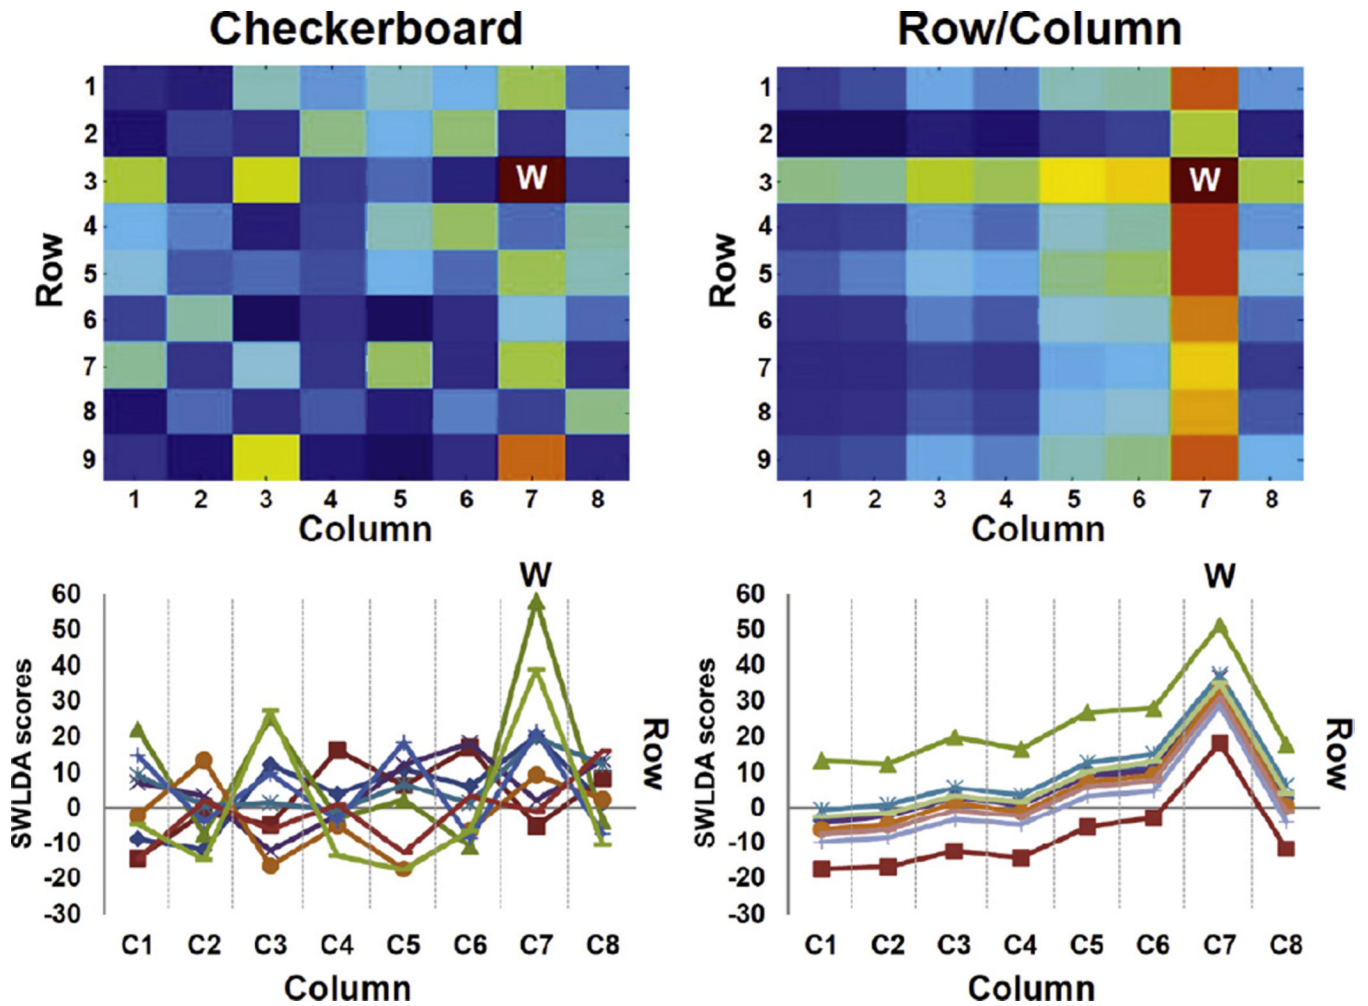 Checkerboard
Row/Column
1
2
3
4
5
6
7
8
9
Row
W
1 2 3 4 5 6 7 8
Column
1
2
3
4
5
6
7
8
9
Row
W
1 2 3 4 5 6 7 8
Column
W
60
50
40
30
20
10
0
-10
-20
-30
SWLDA scores
Row
C1 C2 C3 C4 C5 C6 C7 C8
Column
W
60
50
40
30
20
10
0
-10
-20
-30
SWLDA scores
Row
C1 C2 C3 C4 C5 C6 C7 C8
Column